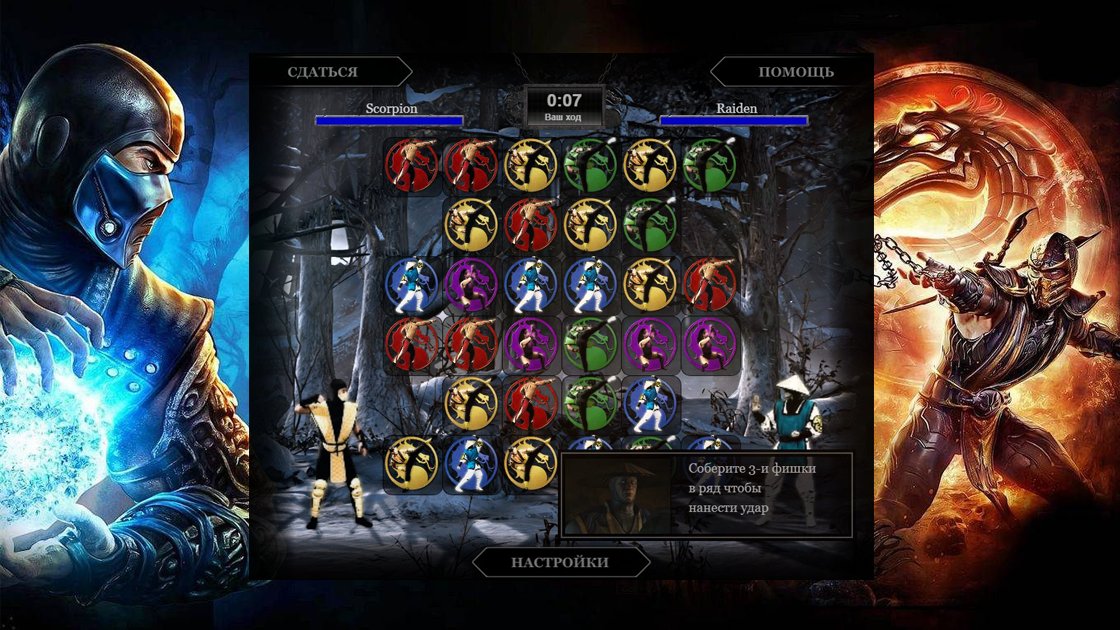 СДАТЬСЯ
ПОМОЩЬ
0:07
Ваш ход
Scorpion
Raiden
Соберите 3-и фишки
в ряд чтобы
нанести удар
НАСТРОЙКИ